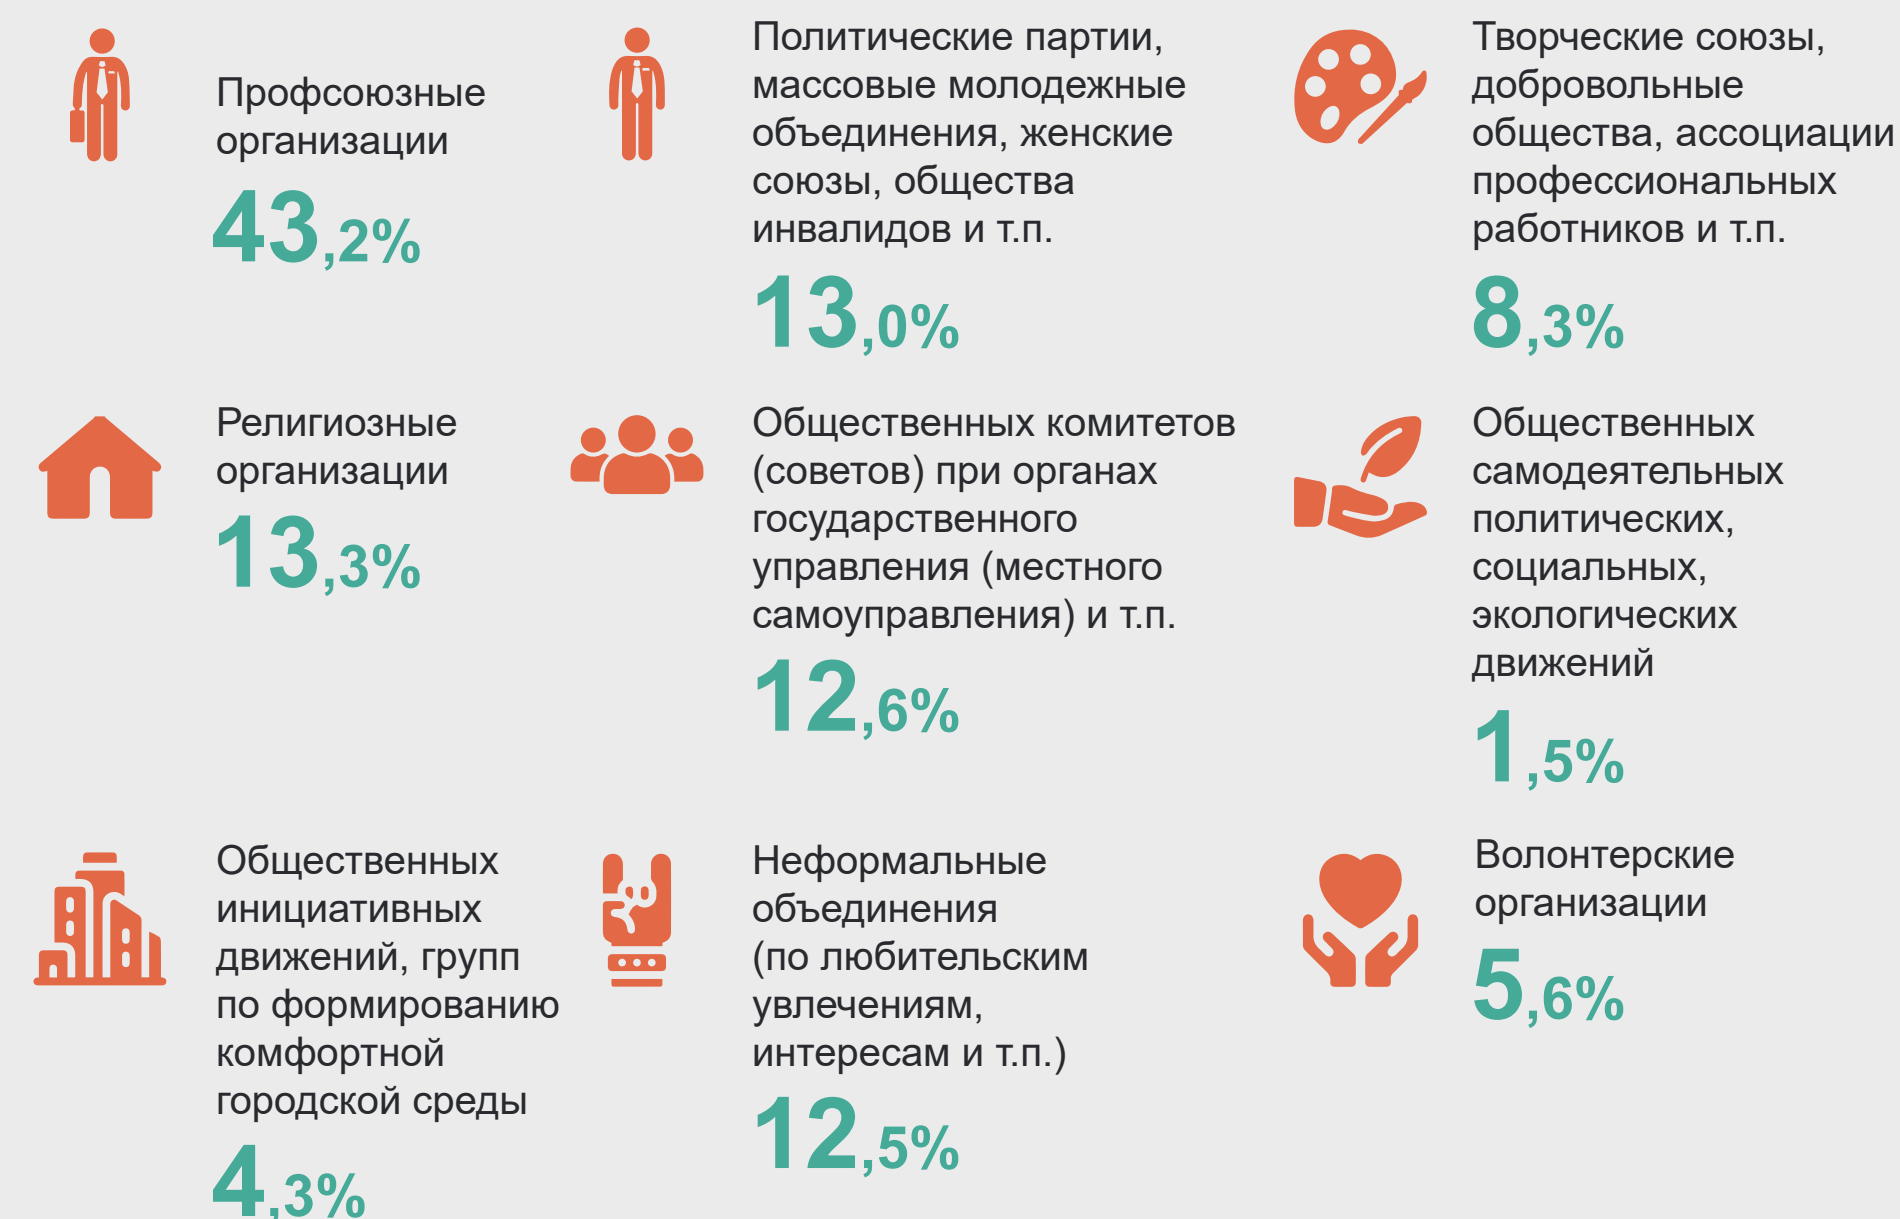 Профсоюзные
организации
43,2%
Политические партии,
массовые молодежные
объединения, женские
союзы, общества
инвалидов и т.п.
13,0%
Творческие союзы,
добровольные
общества, ассоциации
профессиональных
работников и т.п.
8,3%
Религиозные
организации
13,3%
Общественных комитетов
(советов) при органах
государственного
управления (местного
самоуправления) и т.п.
12,6%
Общественных
самодеятельных
политических,
социальных,
экологических
движений
1,5%
Общественных
инициативных
движений, групп
по формированию
комфортной
городской среды
4,3%
Неформальные
объединения
(по любительским
увлечениям,
интересам и т.п.)
12,5%
Волонтерские
организации
5,6%